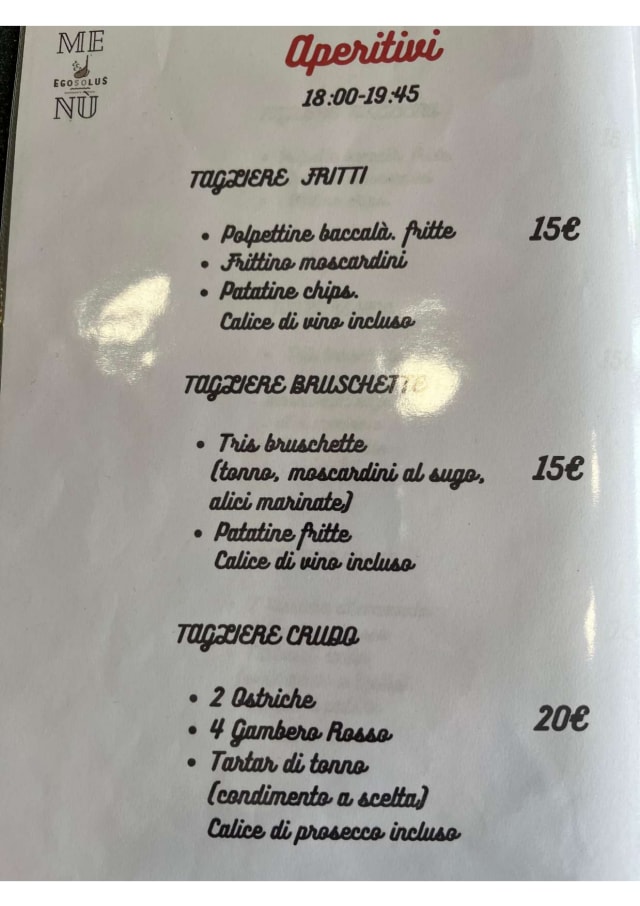 ME
EGOSOLUS
NÙ
Aperitivi
18:00-19:45
TAGLIERE FRITTI
• Polpettine baccalà. fritte
15€
• Frittino moscardini
• Patatine chips.
Calice di vino incluso
TAGLIERE BRUSCHETTE
• Tris bruschette
(tonno, moscardini al sugo,
15€
alici marinate)
• Patatine fritte
Calice di vino incluso
TAGLIERE CRUDO
• 2 Ostriche
• 4 Gambero Rosso
20€
• Tartar di tonno
(condimento a scelta)
Calice di prosecco incluso